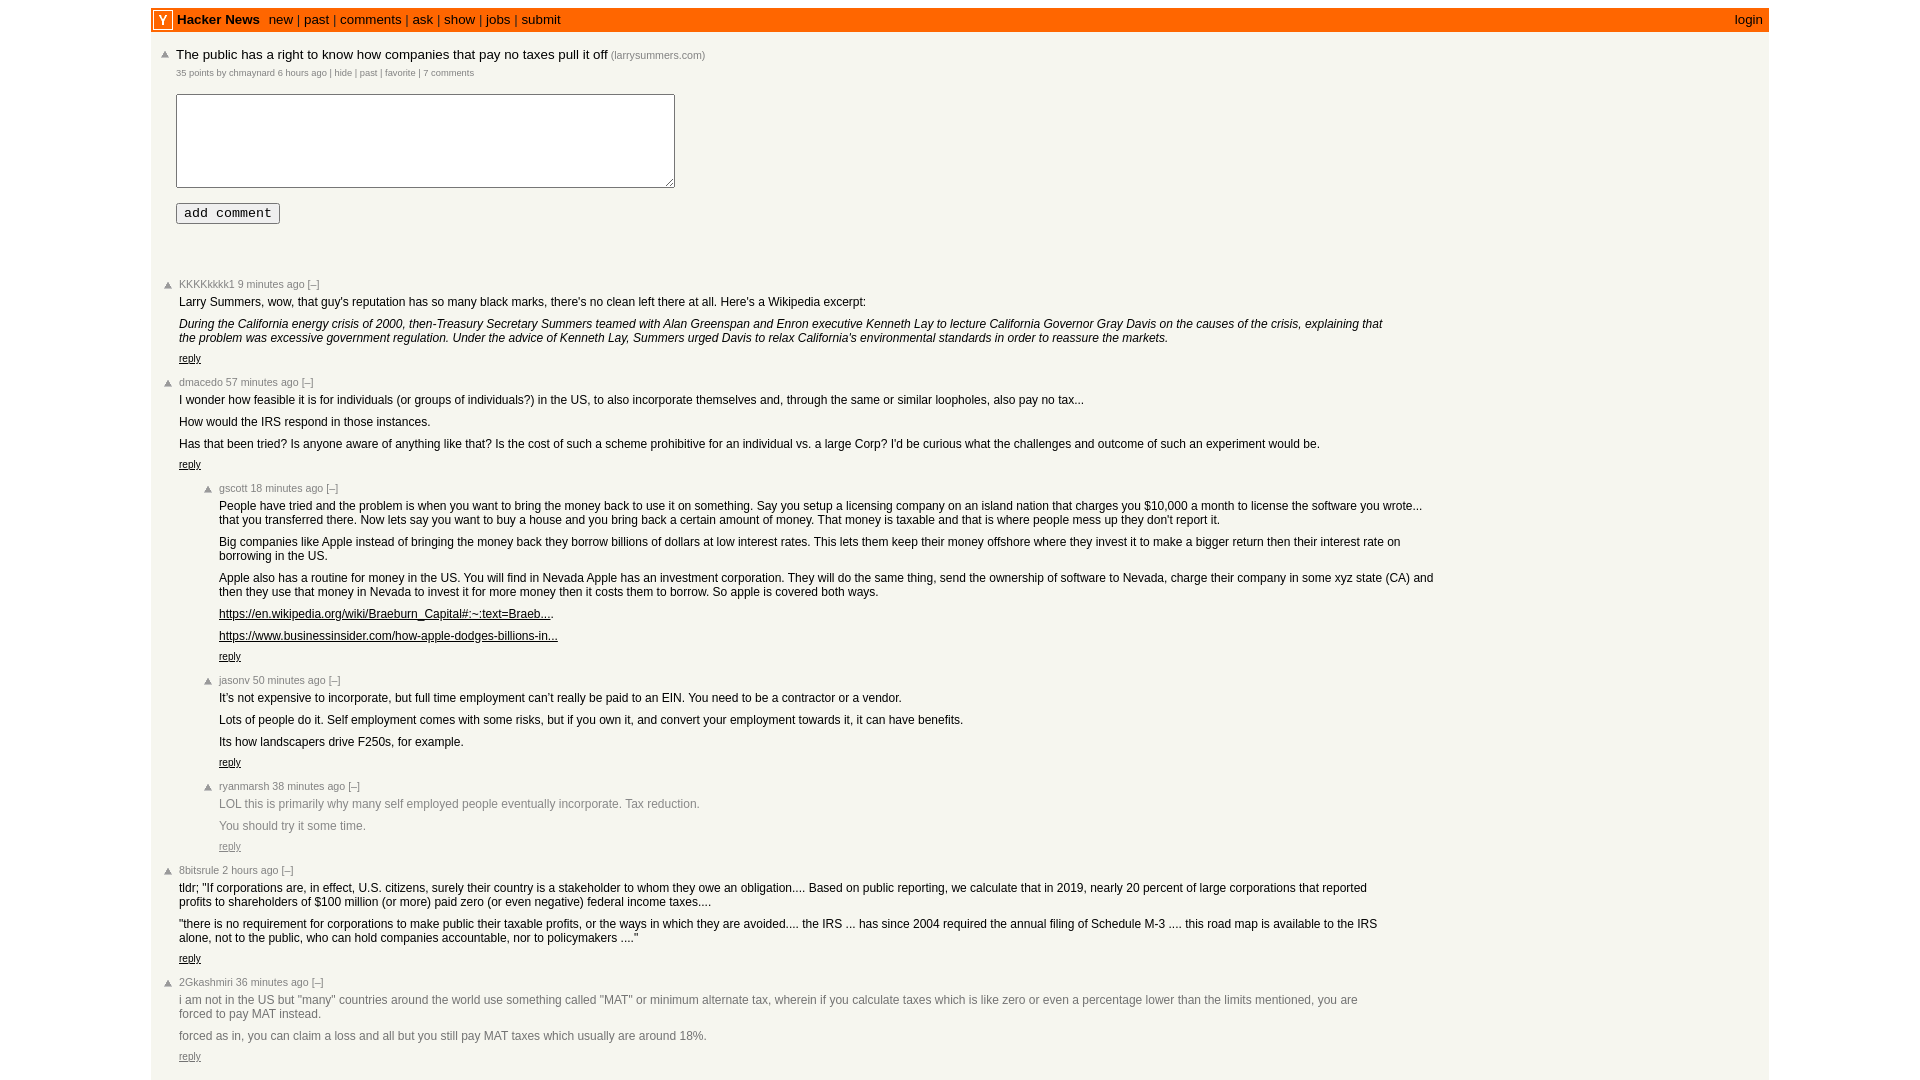 Y Hacker News new | past | comments | ask | show | jobs | submit login
The public has a right to know how companies that pay no taxes pull it off (larrysummers.com)
35 points by chmaynard 6 hours ago | hide | past | favorite | 7 comments
add comment
KKKKkkkk1 9 minutes ago [–]
Larry Summers, wow, that guy's reputation has so many black marks, there's no clean left there at all. Here's a Wikipedia excerpt:
During the California energy crisis of 2000, then-Treasury Secretary Summers teamed with Alan Greenspan and Enron executive Kenneth Lay to lecture California Governor Gray Davis on the causes of the crisis, explaining that
the problem was excessive government regulation. Under the advice of Kenneth Lay, Summers urged Davis to relax California's environmental standards in order to reassure the markets.
reply
dmacedo 57 minutes ago [–]
I wonder how feasible it is for individuals (or groups of individuals?) in the US, to also incorporate themselves and, through the same or similar loopholes, also pay no tax...
How would the IRS respond in those instances.
Has that been tried? Is anyone aware of anything like that? Is the cost of such a scheme prohibitive for an individual vs. a large Corp? I'd be curious what the challenges and outcome of such an experiment would be.
reply
gscott 18 minutes ago [–]
People have tried and the problem is when you want to bring the money back to use it on something. Say you setup a licensing company on an island nation that charges you $10,000 a month to license the software you wrote...
that you transferred there. Now lets say you want to buy a house and you bring back a certain amount of money. That money is taxable and that is where people mess up they don't report it.
Big companies like Apple instead of bringing the money back they borrow billions of dollars at low interest rates. This lets them keep their money offshore where they invest it to make a bigger return then their interest rate on
borrowing in the US.
Apple also has a routine for money in the US. You will find in Nevada Apple has an investment corporation. They will do the same thing, send the ownership of software to Nevada, charge their company in some xyz state (CA) and
then they use that money in Nevada to invest it for more money then it costs them to borrow. So apple is covered both ways.
https://en.wikipedia.org/wiki/Braeburn_Capital#:~:text=Braeb....
https://www.businessinsider.com/how-apple-dodges-billions-in...
reply
jasonv 50 minutes ago [–]
It’s not expensive to incorporate, but full time employment can’t really be paid to an EIN. You need to be a contractor or a vendor.
Lots of people do it. Self employment comes with some risks, but if you own it, and convert your employment towards it, it can have benefits.
Its how landscapers drive F250s, for example.
reply
ryanmarsh 38 minutes ago [–]
LOL this is primarily why many self employed people eventually incorporate. Tax reduction.
You should try it some time.
reply
8bitsrule 2 hours ago [–]
tldr; "If corporations are, in effect, U.S. citizens, surely their country is a stakeholder to whom they owe an obligation.... Based on public reporting, we calculate that in 2019, nearly 20 percent of large corporations that reported
profits to shareholders of $100 million (or more) paid zero (or even negative) federal income taxes....
"there is no requirement for corporations to make public their taxable profits, or the ways in which they are avoided.... the IRS ... has since 2004 required the annual filing of Schedule M-3 .... this road map is available to the IRS
alone, not to the public, who can hold companies accountable, nor to policymakers ...."
reply
2Gkashmiri 36 minutes ago [–]
i am not in the US but "many" countries around the world use something called "MAT" or minimum alternate tax, wherein if you calculate taxes which is like zero or even a percentage lower than the limits mentioned, you are
forced to pay MAT instead.
forced as in, you can claim a loss and all but you still pay MAT taxes which usually are around 18%.
reply